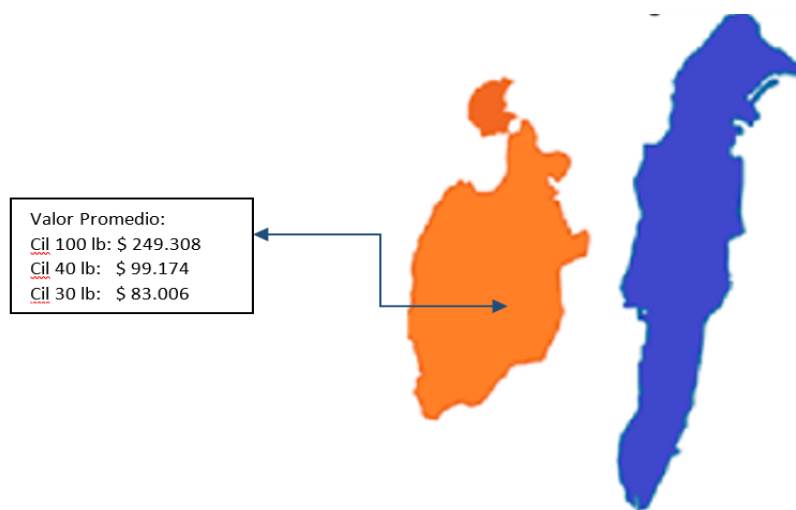 Valor Promedio:
Cil 100 lb: $ 249.308
Cil 40 lb: $ 99.174
Cil 30 lb: $ 83.006